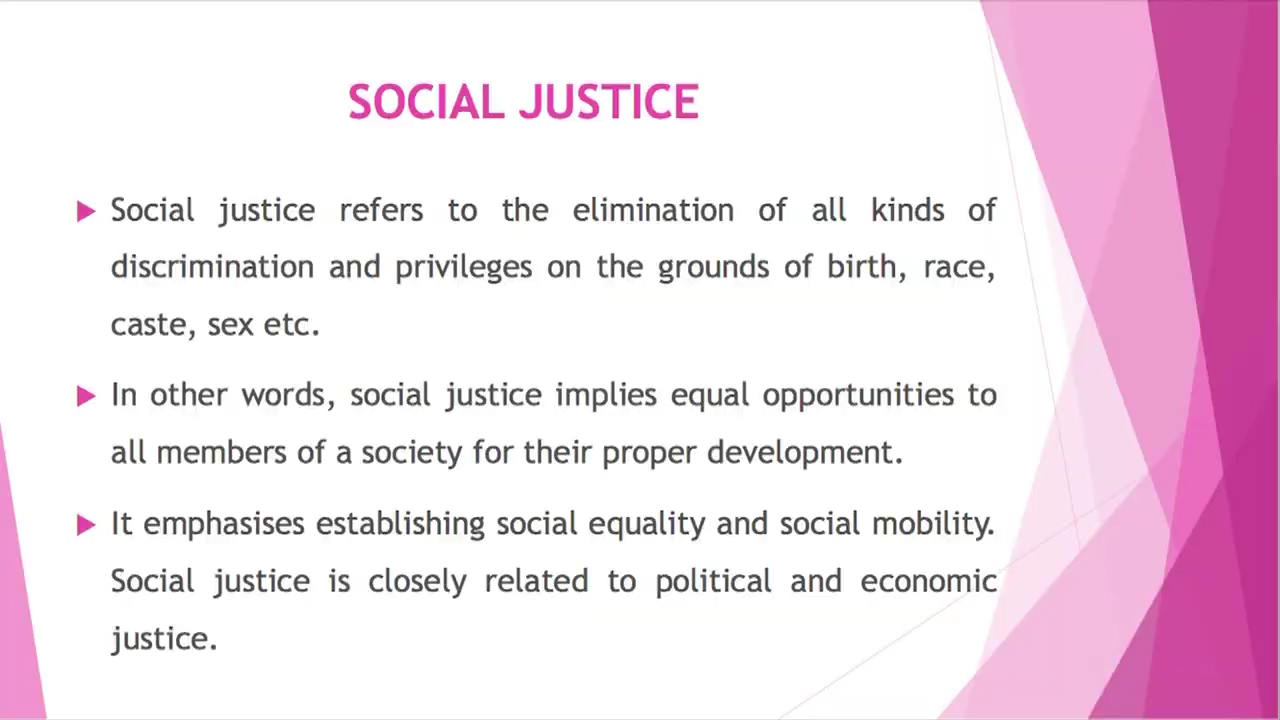 SOCIAL JUSTICE
Social justice refers to the elimination of all kinds of
discrimination and privileges on the grounds of birth, race,
caste, sex etc.
In other words, social justice implies equal opportunities to
all members of a society for their proper development.
It emphasises establishing social equality and social mobility.
Social justice is closely related to political and economic
justice.